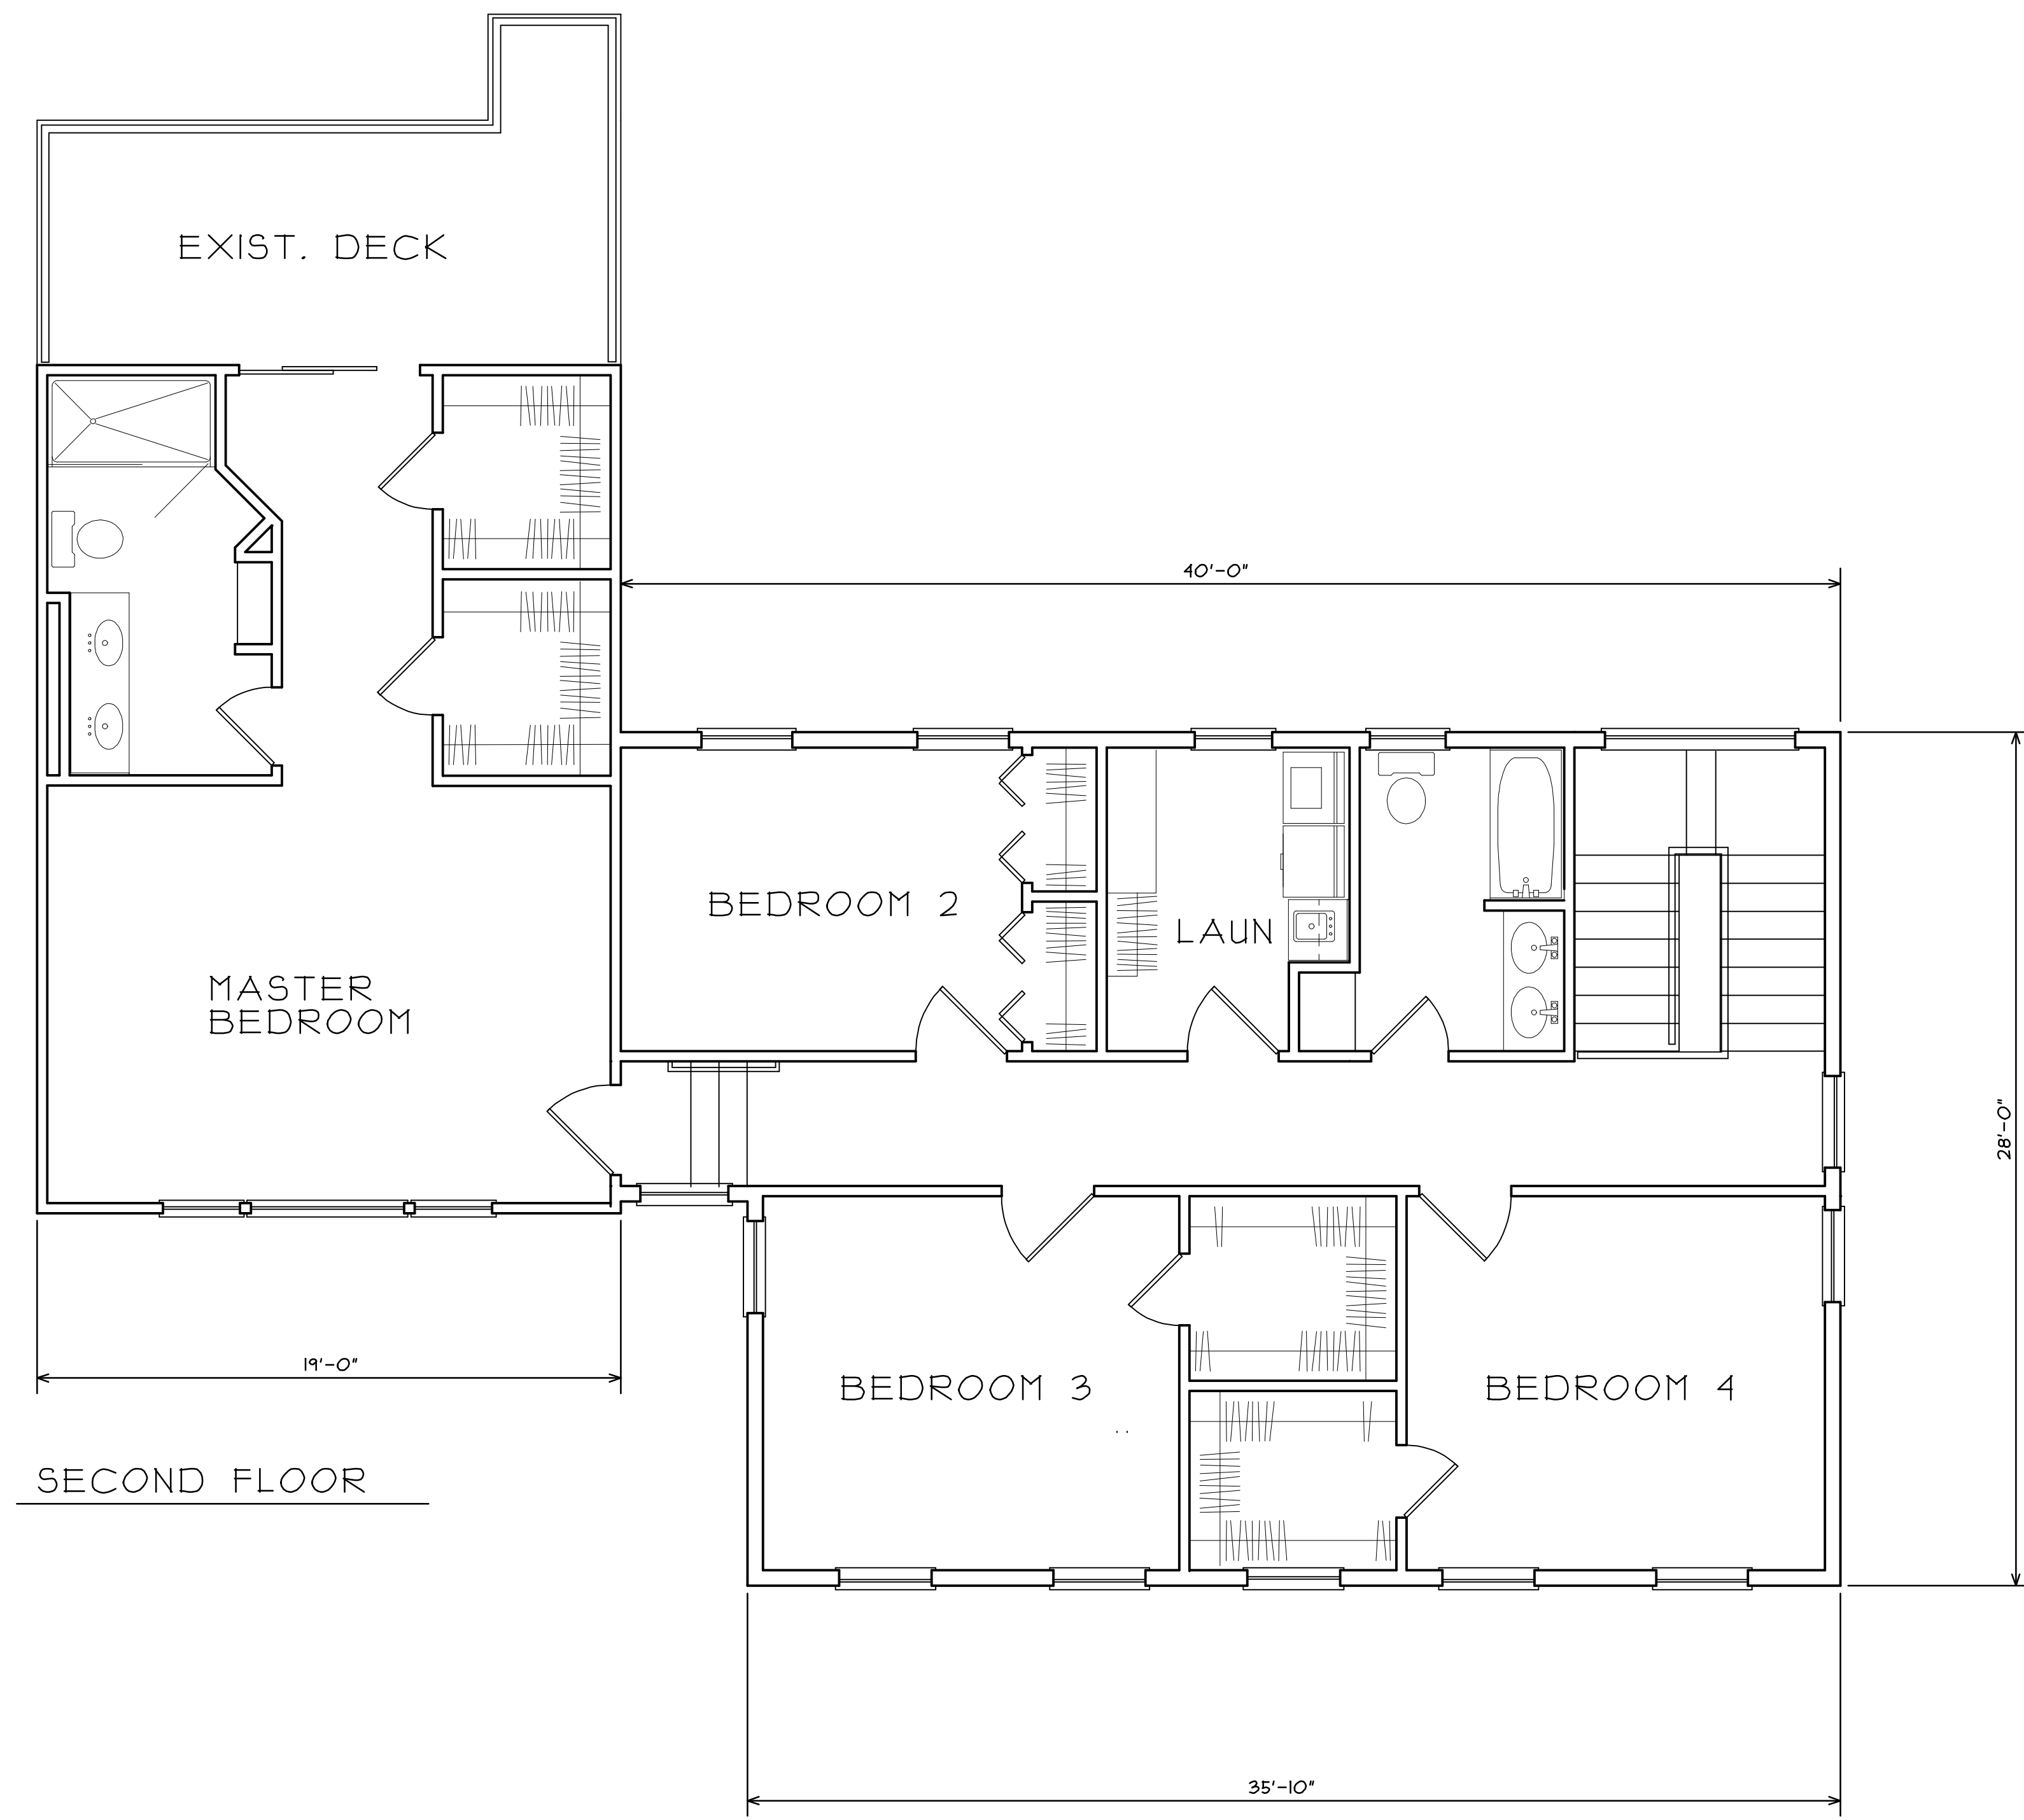 EXIST. DECK
40'-0"
BEDROOM 2
LAUN
MASTER
BEDROOM
28'-0"
19'-0"
BEDROOM 3
BEDROOM 4
SECOND FLOOR
35'-10"